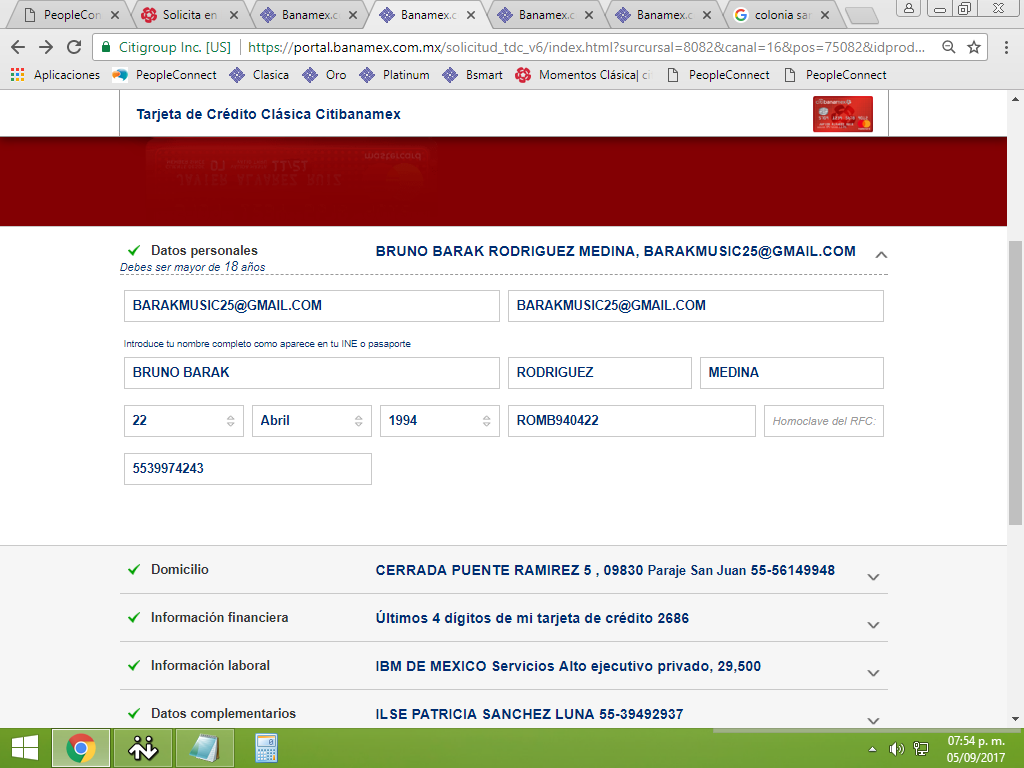 PeopleCon
Solicita en
Banamex.c
Banamex.c
Banamex.c
Banamex.c
colonia sar
Citigroup Inc. [US]
https://portal.banamex.com.mx/solicitud_tdc_v6/index.html?surcursal=8082&canal=16&pos=75082&idprod...
Aplicaciones
PeopleConnect
Clasica
Oro
Platinum
Bsmart
Momentos Clásica| ci
PeopleConnect
PeopleConnect
Tarjeta de Crédito Clásica Citibanamex
Datos personales
BRUNO BARAK RODRIGUEZ MEDINA, BARAKMUSIC25@GMAIL.COM
Debes ser mayor de 18 años
BARAKMUSIC25@GMAIL.COM
BARAKMUSIC25@GMAIL.COM
Introduce tu nombre completo como aparece en tu INE o pasaporte
BRUNO BARAK
RODRIGUEZ
MEDINA
22
Abril
1994
ROMB940422
Homoclave del RFC:
5539974243
Domicilio
CERRADA PUENTE RAMIREZ 5 , 09830 Paraje San Juan 55-56149948
Información financiera
Últimos 4 dígitos de mi tarjeta de crédito 2686
Información laboral
IBM DE MEXICO Servicios Alto ejecutivo privado, 29,500
Datos complementarios
ILSE PATRICIA SANCHEZ LUNA 55-39492937
07:54 p. m.
05/09/2017